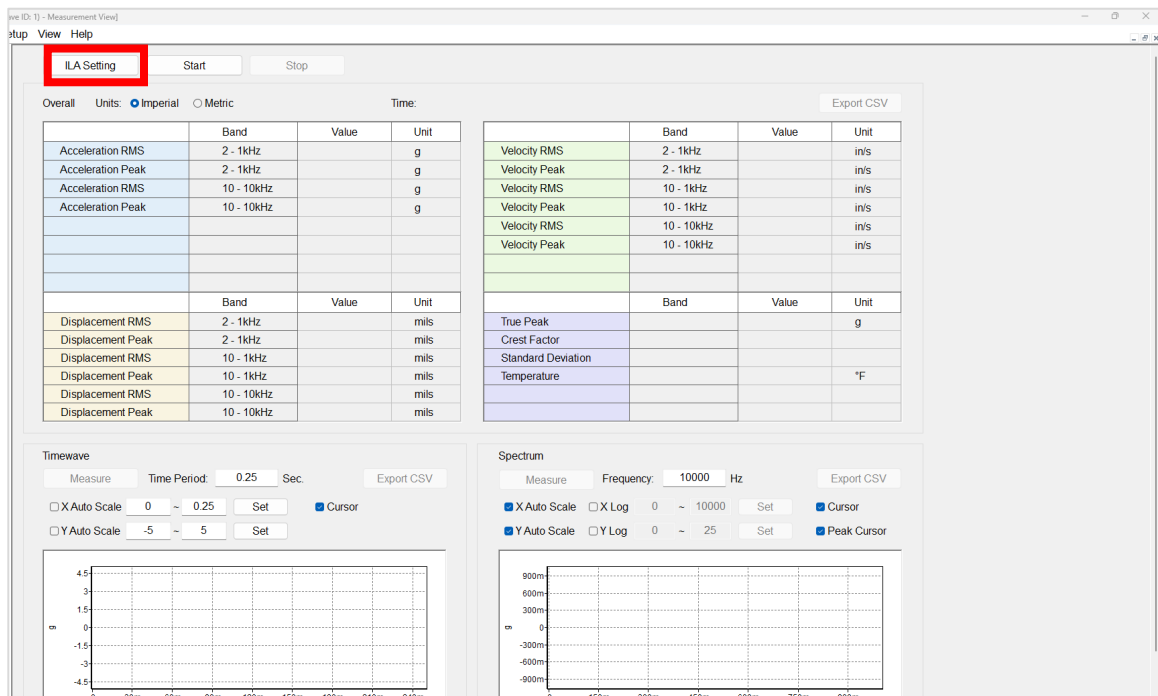 ave ID: 1) - Measurement View]
etup View Help
ILA Setting Start Stop
Overall Units: Imperial Metric Time: Export CSV
Band Value Unit Band Value Unit
Acceleration RMS 2 - 1kHz g Velocity RMS 2 - 1kHz in/s
Acceleration Peak 2 - 1kHz g Velocity Peak 2 - 1kHz in/s
Acceleration RMS 10 - 10kHz g Velocity RMS 10 - 1kHz in/s
Acceleration Peak 10 - 10kHz g Velocity Peak 10 - 1kHz in/s
Velocity RMS 10 - 10kHz in/s
Velocity Peak 10 - 10kHz in/s
Band Value Unit Band Value Unit
Displacement RMS 2 - 1kHz mils True Peak g
Displacement Peak 2 - 1kHz mils Crest Factor
Displacement RMS 10 - 1kHz mils Standard Deviation
Displacement Peak 10 - 1kHz mils Temperature °F
Displacement RMS 10 - 10kHz mils
Displacement Peak 10 - 10kHz mils
Timewave
Measure Time Period: 0.25 Sec. Export CSV
X Auto Scale 0 ~ 0.25 Set Cursor
Y Auto Scale -5 ~ 5 Set
4.5
3
1.5
g 0
-1.5
-3
-4.5
Spectrum
Measure Frequency: 10000 Hz Export CSV
X Auto Scale X Log 0 ~ 10000 Set Cursor
Y Auto Scale Y Log 0 ~ 25 Set Peak Cursor
900m
600m
300m
g 0
-300m
-600m
-900m